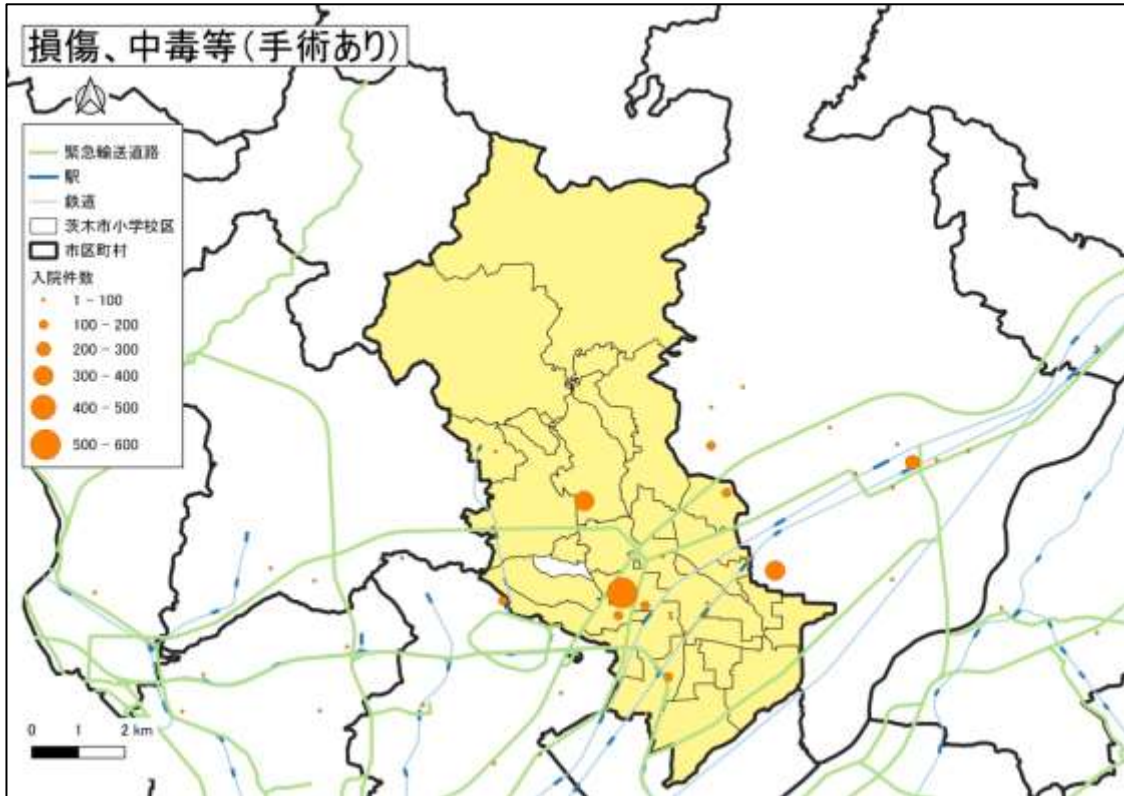 損傷、中毒等(手術あり)
緊急輸送道路
駅
鉄道
茨木市小学校区
市区町村
入院件数
1 - 100
100 - 200
200 - 300
300 - 400
400 - 500
500 - 600
0 1 2 km